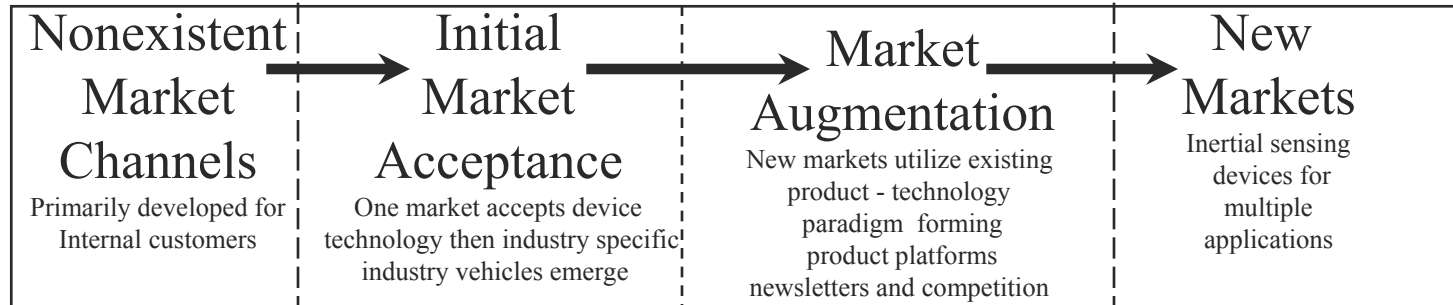 Nonexistent
Market
Channels
Primarily developed for
Internal customers
Initial
Market
Acceptance
One market accepts device
technology then industry specific
industry vehicles emerge
Market
Augmentation
New markets utilize existing
product - technology
paradigm forming
product platforms
newsletters and competition
New
Markets
Inertial sensing
devices for
multiple
applications